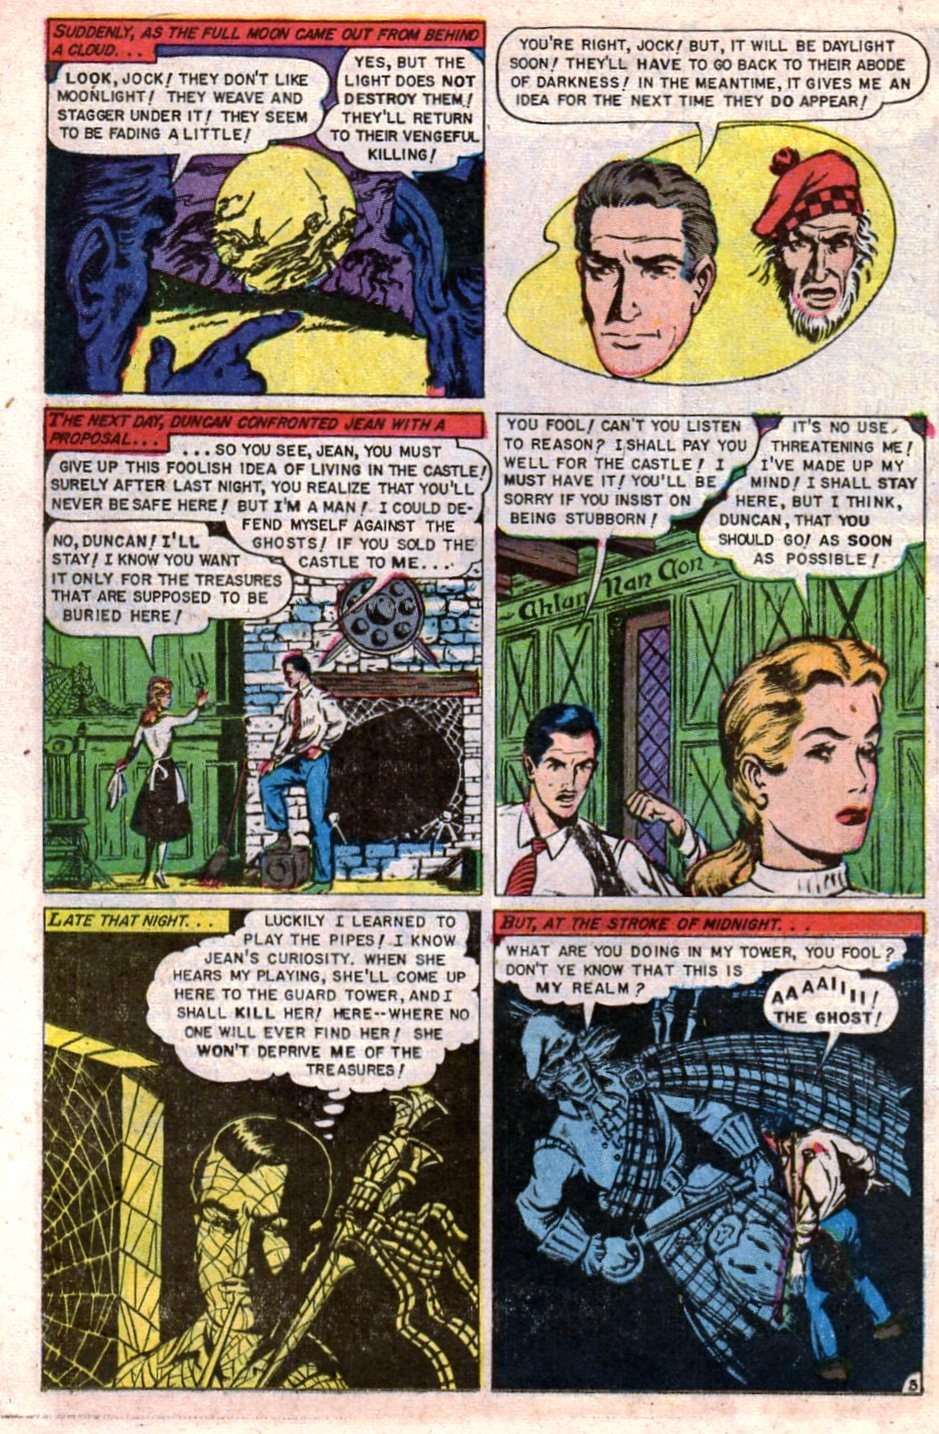 SUDDENLY, AS THE FULL MOON CAME OUT FROM BEHIND
A CLOUD...
LOOK, JOCK! THEY DON'T LIKE
MOONLIGHT! THEY WEAVE AND
STAGGER UNDER IT! THEY SEEM
TO BE FADING A LITTLE!
YES, BUT THE
LIGHT DOES NOT
DESTROY THEM!
THEY'LL RETURN
TO THEIR VENGEFUL
KILLING!
YOU'RE RIGHT, JOCK! BUT, IT WILL BE DAYLIGHT
SOON! THEY'LL HAVE TO GO BACK TO THEIR ABODE
OF DARKNESS! IN THE MEANTIME, IT GIVES ME AN
IDEA FOR THE NEXT TIME THEY DO APPEAR!
THE NEXT DAY, DUNCAN CONFRONTED JEAN WITH A
PROPOSAL...
...SO YOU SEE, JEAN, YOU MUST
GIVE UP THIS FOOLISH IDEA OF LIVING IN THE CASTLE!
SURELY AFTER LAST NIGHT, YOU REALIZE THAT YOU'LL
NEVER BE SAFE HERE! BUT I'M A MAN! I COULD DE-
FEND MYSELF AGAINST THE
GHOSTS! IF YOU SOLD THE
CASTLE TO ME...
NO, DUNCAN! I'LL
STAY! I KNOW YOU WANT
IT ONLY FOR THE TREASURES
THAT ARE SUPPOSED TO BE
BURIED HERE!
YOU FOOL! CAN'T YOU LISTEN
TO REASON? I SHALL PAY YOU
WELL FOR THE CASTLE! I
MUST HAVE IT! YOU'LL BE
SORRY IF YOU INSIST ON
BEING STUBBORN!
IT'S NO USE
THREATENING ME!
I'VE MADE UP MY
MIND! I SHALL STAY
HERE, BUT I THINK,
DUNCAN, THAT YOU
SHOULD GO! AS SOON
AS POSSIBLE!
Ahlan Nan Aon
LATE THAT NIGHT...
LUCKILY I LEARNED TO
PLAY THE PIPES! I KNOW
JEAN'S CURIOSITY. WHEN SHE
HEARS MY PLAYING, SHE'LL COME UP
HERE TO THE GUARD TOWER, AND I
SHALL KILL HER! HERE--WHERE NO
ONE WILL EVER FIND HER! SHE
WON'T DEPRIVE ME OF THE
TREASURES!
BUT, AT THE STROKE OF MIDNIGHT...
WHAT ARE YOU DOING IN MY TOWER, YOU FOOL?
DON'T YE KNOW THAT THIS IS
MY REALM?
AAAAIIII!
THE GHOST!
5